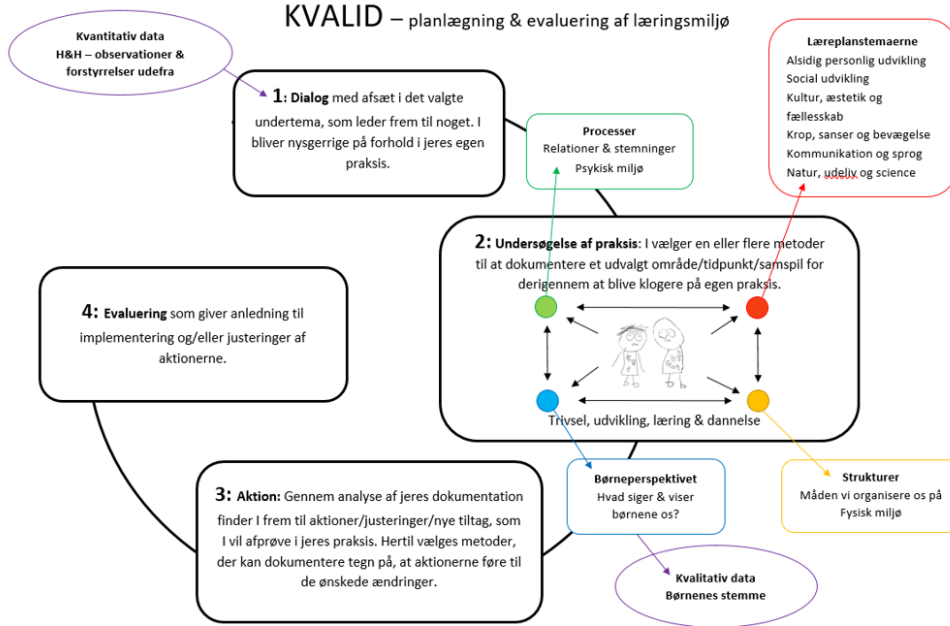 KVALID – planlægning & evaluering af læringsmiljø
Kvantitativ data
H&H – observationer &
forstyrrelser udefra
1: Dialog med afsæt i det valgte
undertema, som leder frem til noget. I
bliver nysgerrige på forhold i jeres egen
praksis.
Processer
Relationer & stemninger
Psykisk miljø
Læreplanstemaerne
Alsidig personlig udvikling
Social udvikling
Kultur, æstetik og
fællesskab
Krop, sanser og bevægelse
Kommunikation og sprog
Natur, udeliv og science
2: Undersøgelse af praksis: I vælger en eller flere metoder
til at dokumentere et udvalgt område/tidpunkt/samspil for
derigennem at blive klogere på egen praksis.
Trivsel, udvikling, læring & dannelse
4: Evaluering som giver anledning til
implementering og/eller justeringer af
aktionerne.
3: Aktion: Gennem analyse af jeres dokumentation
finder I frem til aktioner/justeringer/nye tiltag, som
I vil afprøve i jeres praksis. Hertil vælges metoder,
der kan dokumentere tegn på, at aktionerne føre til
de ønskede ændringer.
Børneperspektivet
Hvad siger & viser
børnene os?
Strukturer
Måden vi organisere os på
Fysisk miljø
Kvalitativ data
Børnenes stemme